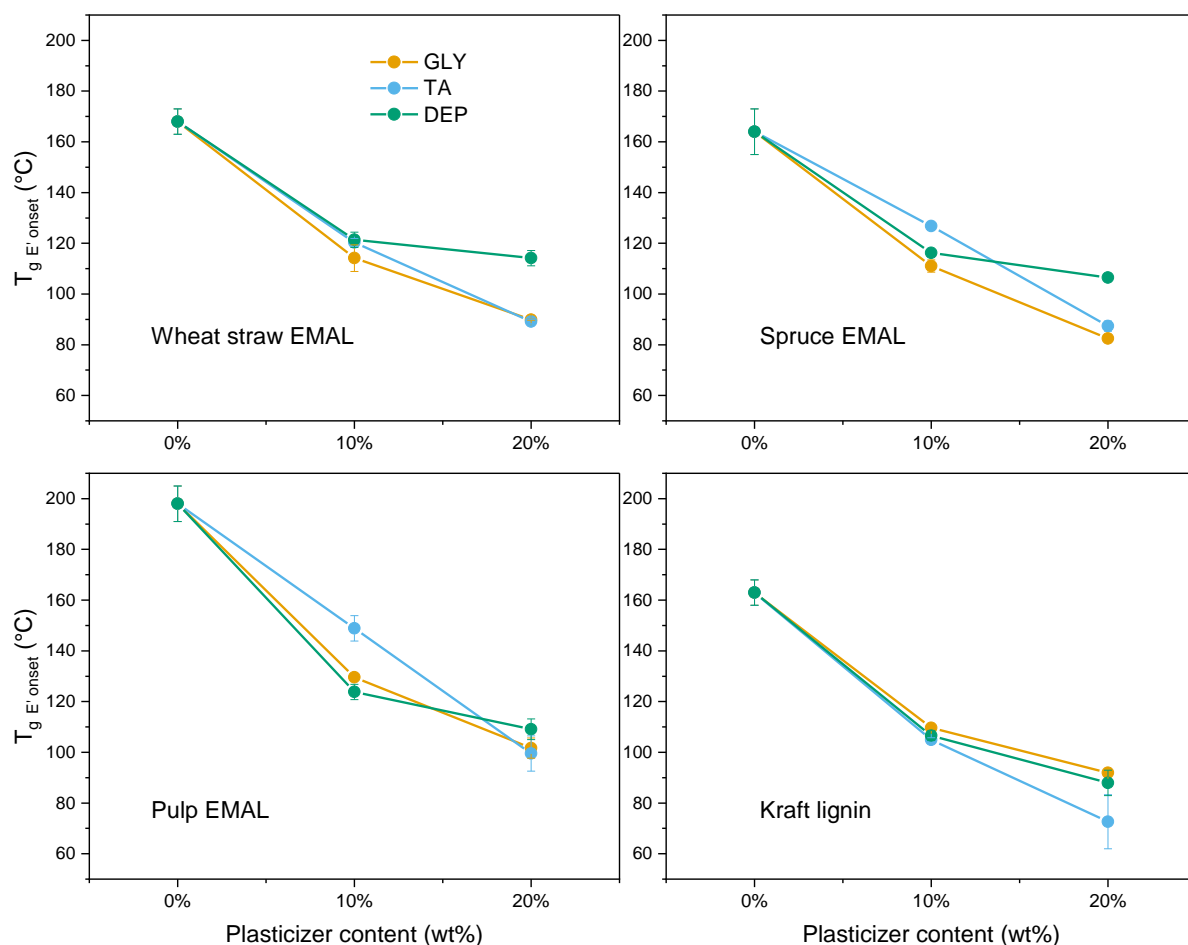 200
180
160
140
120
100
80
60
T g E' onset (°C)
GLY
TA
DEP
Wheat straw EMAL
0% 10% 20%
200
180
160
140
120
100
80
60
Spruce EMAL
0% 10% 20%
200
180
160
140
120
100
80
60
T g E' onset (°C)
Pulp EMAL
0% 10% 20%
Plasticizer content (wt%)
200
180
160
140
120
100
80
60
Kraft lignin
0% 10% 20%
Plasticizer content (wt%)